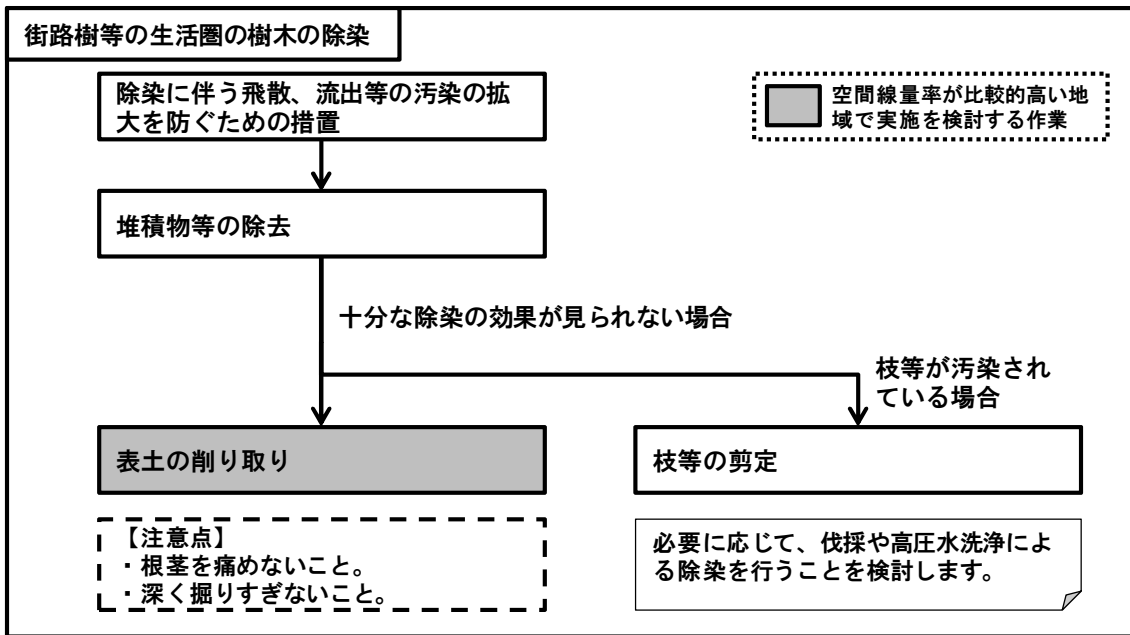 街路樹等の生活圏の樹木の除染
除染に伴う飛散、流出等の汚染の拡
大を防ぐための措置
空間線量率が比較的高い地
域で実施を検討する作業
堆積物等の除去
十分な除染の効果が見られない場合
枝等が汚染され
ている場合
表土の削り取り
枝等の剪定
【注意点】
・根茎を痛めないこと。
・深く掘りすぎないこと。
必要に応じて、伐採や高圧水洗浄によ
る除染を行うことを検討します。